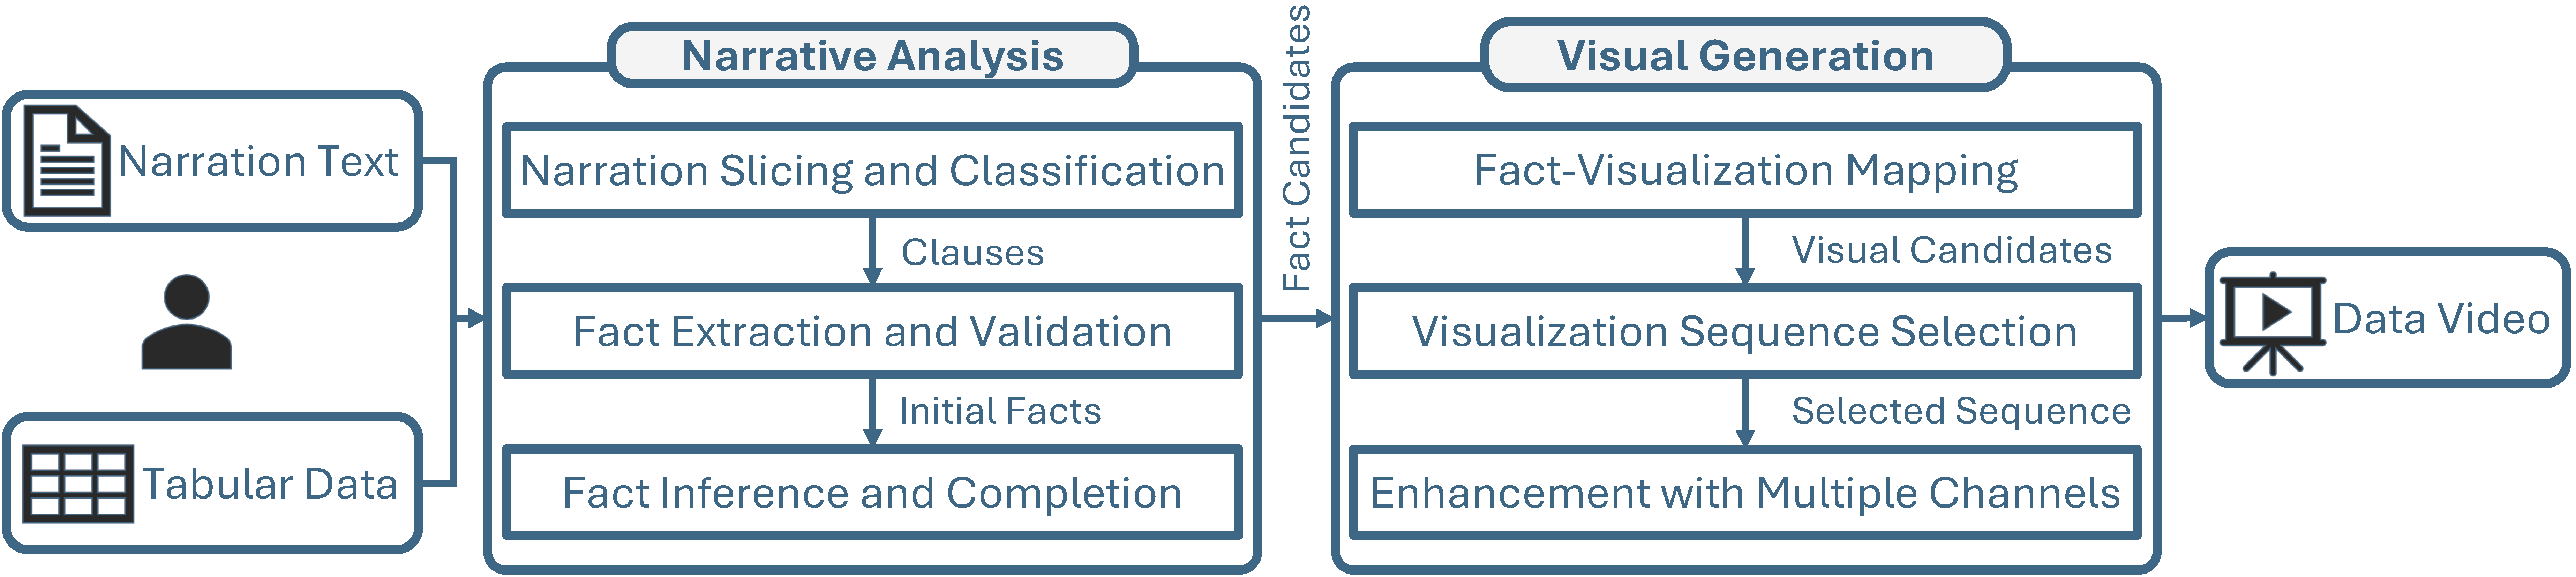 Narration Text
Tabular Data
Narrative Analysis
Narration Slicing and Classification
Clauses
Fact Extraction and Validation
Initial Facts
Fact Inference and Completion
Fact Candidates
Visual Generation
Fact-Visualization Mapping
Visual Candidates
Visualization Sequence Selection
Selected Sequence
Enhancement with Multiple Channels
Data Video